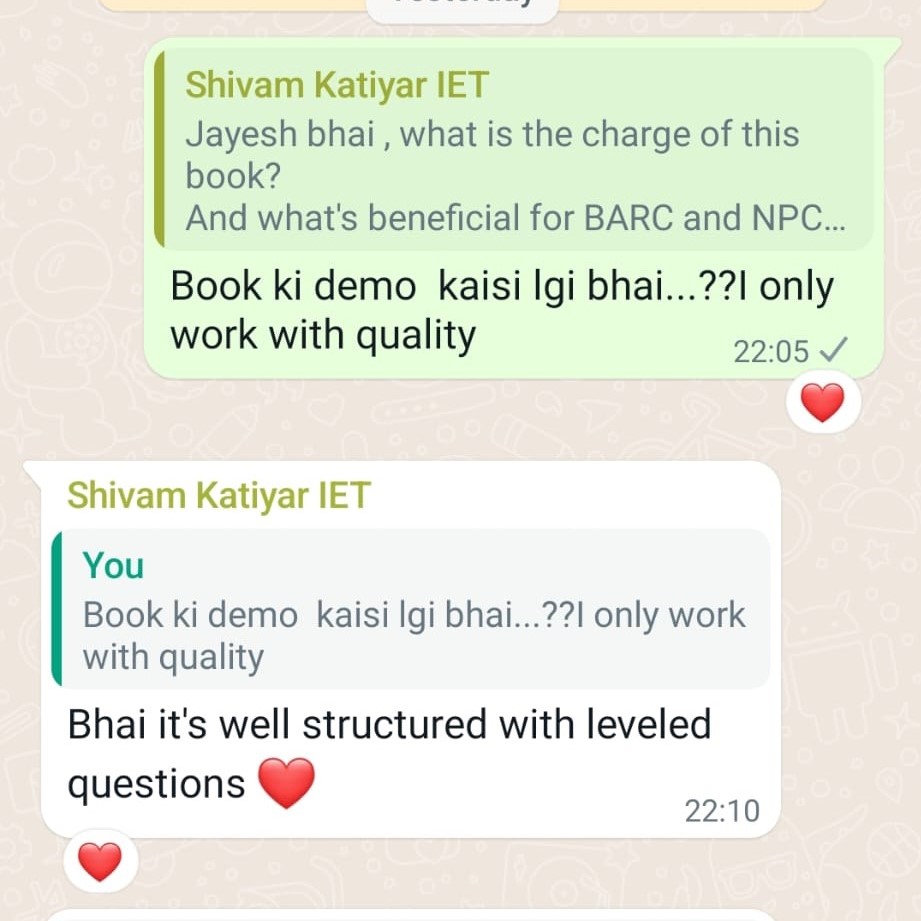 Shivam Katiyar IET
Jayesh bhai , what is the charge of this
book?
And what's beneficial for BARC and NPC...
Book ki demo  kaisi lgi bhai...??I only
work with quality
22:05
Shivam Katiyar IET
You
Book ki demo  kaisi lgi bhai...??I only work
with quality
Bhai it's well structured with leveled
questions ❤️
22:10